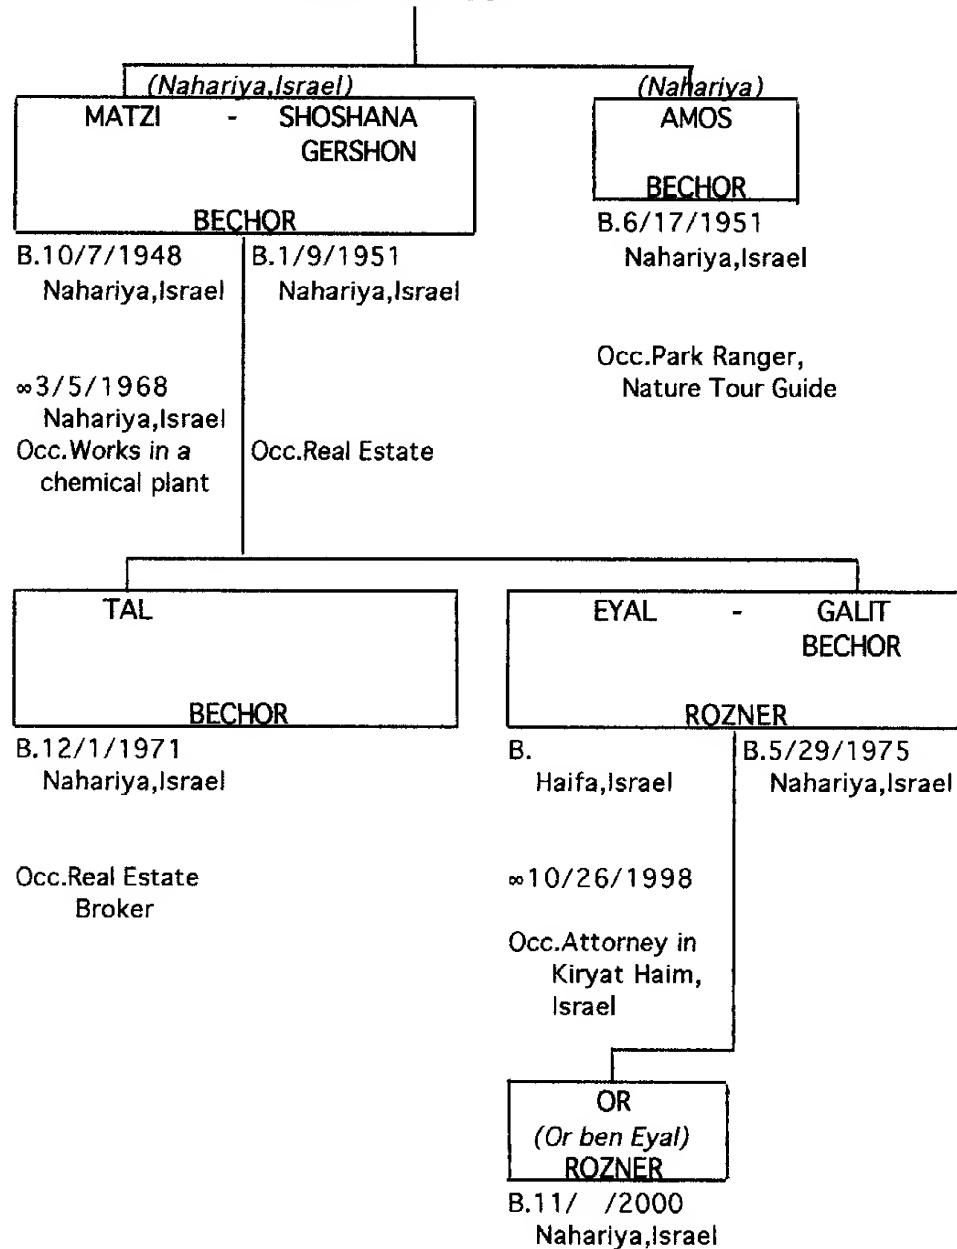 (Nahariya,Israel)
MATZI - SHOSHANA
GERSHON
BECHOR
B.10/7/1948 B.1/9/1951
Nahariya,Israel Nahariya,Israel
∞3/5/1968
Nahariya,Israel
Occ.Works in a Occ.Real Estate
chemical plant
(Nahariya)
AMOS
BECHOR
B.6/17/1951
Nahariya,Israel
Occ.Park Ranger,
Nature Tour Guide
TAL
BECHOR
B.12/1/1971
Nahariya,Israel
Occ.Real Estate
Broker
EYAL - GALIT
BECHOR
ROZNER
B. B.5/29/1975
Haifa,Israel Nahariya,Israel
∞10/26/1998
Occ.Attorney in
Kiryat Haim,
Israel
OR
(Or ben Eyal)
ROZNER
B.11/ /2000
Nahariya,Israel